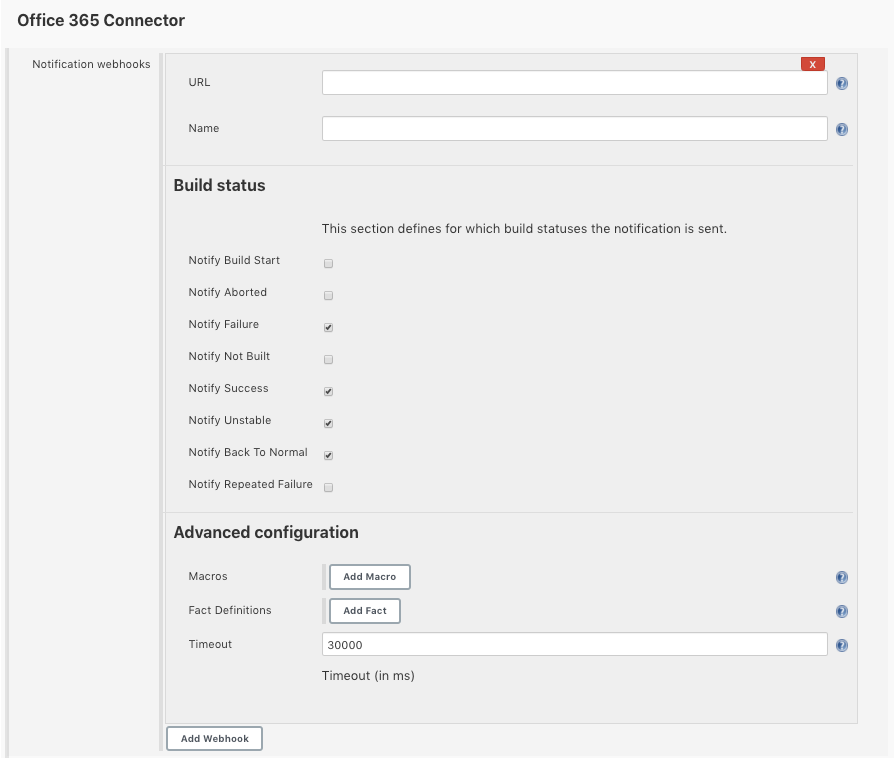 Office 365 Connector
Notification webhooks
X
URL
?
Name
?
Build status
This section defines for which build statuses the notification is sent.
Notify Build Start
Notify Aborted
Notify Failure
Notify Not Built
Notify Success
Notify Unstable
Notify Back To Normal
Notify Repeated Failure
Advanced configuration
Macros Add Macro ?
Fact Definitions Add Fact ?
Timeout 30000 ?
Timeout (in ms)
Add Webhook